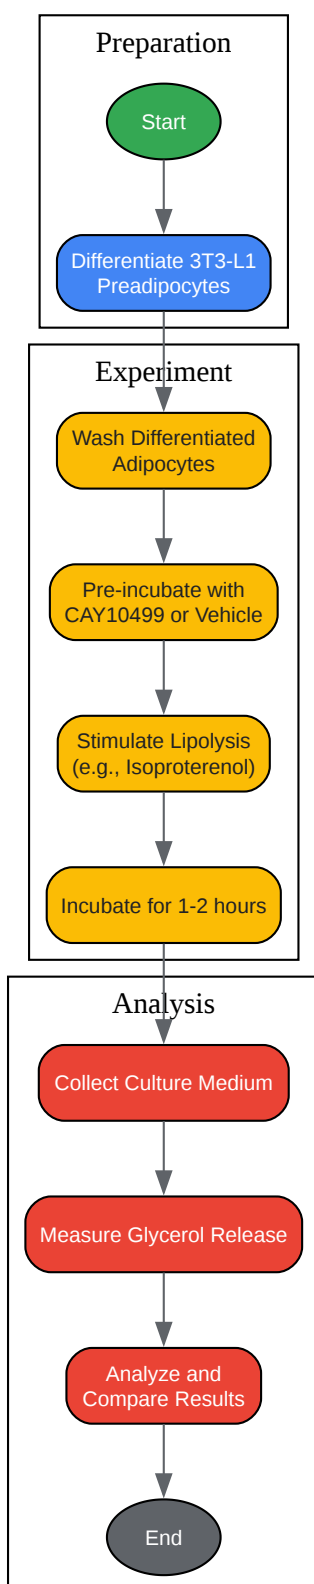 Preparation
Start
Differentiate 3T3-L1
Preadipocytes
Experiment
Wash Differentiated
Adipocytes
Pre-incubate with
CAY10499 or Vehicle
Stimulate Lipolysis
(e.g., Isoproterenol)
Incubate for 1-2 hours
Analysis
Collect Culture Medium
Measure Glycerol Release
Analyze and
Compare Results
End